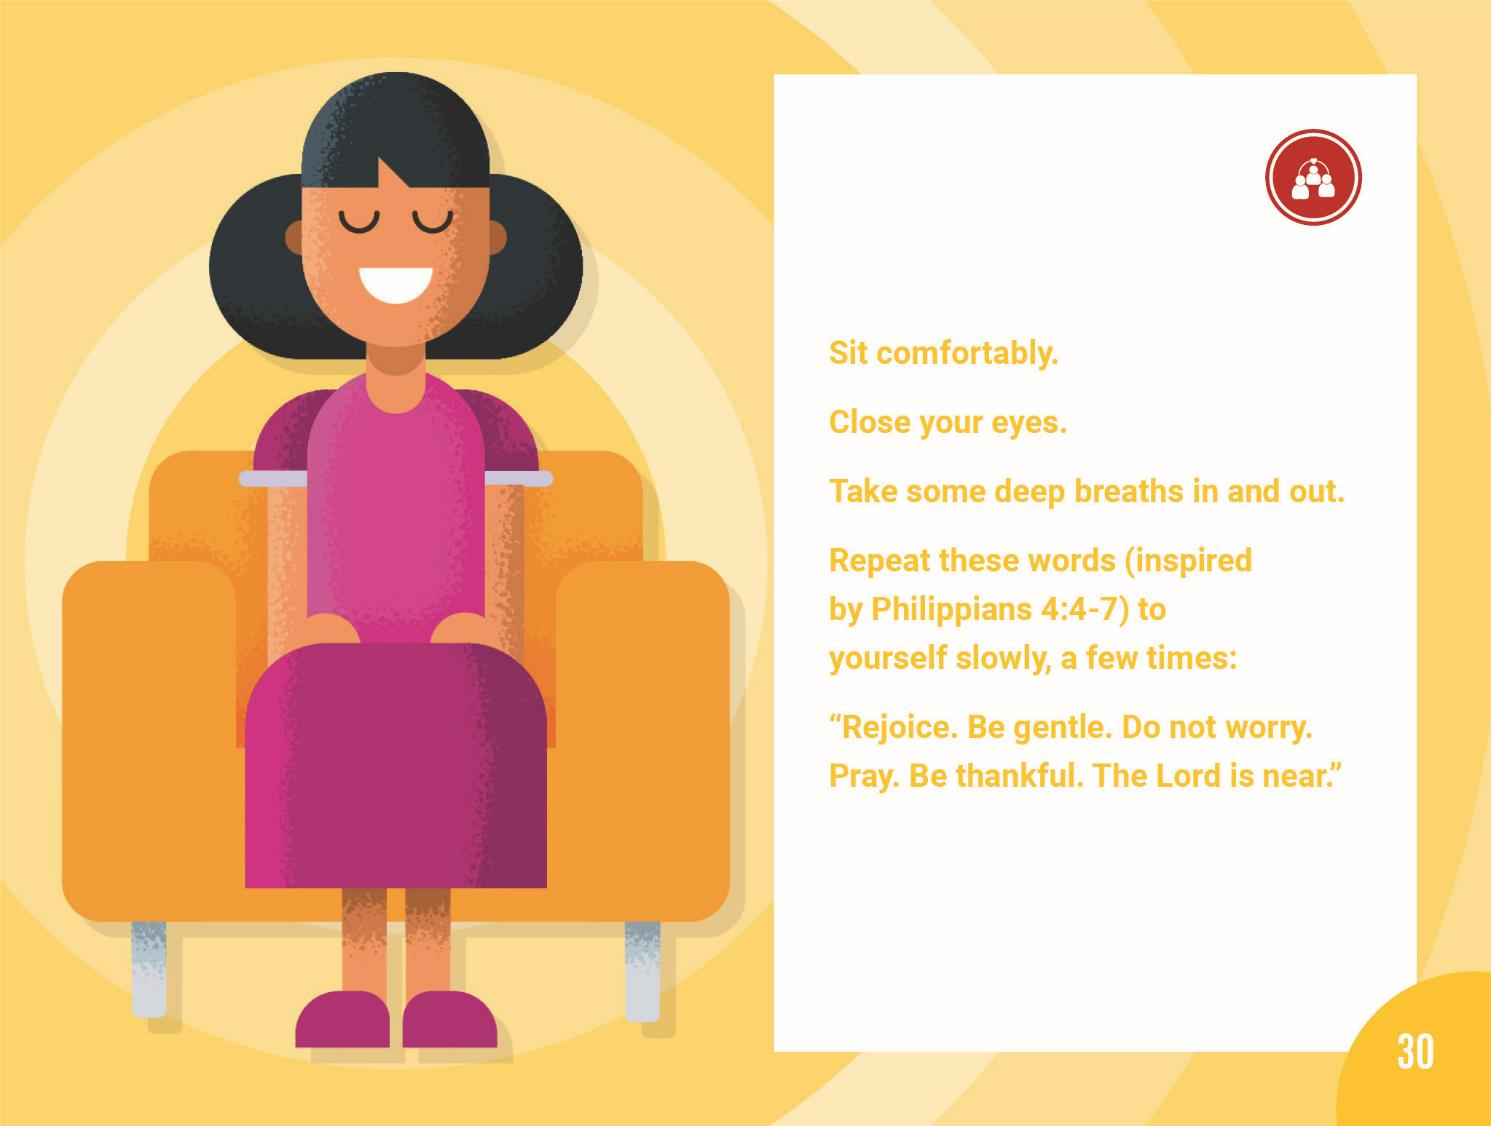 Sit comfortably.
Close your eyes.
Take some deep breaths in and out.
Repeat these words (inspired
by Philippians 4:4-7) to
yourself slowly, a few times:
“Rejoice. Be gentle. Do not worry.
Pray. Be thankful. The Lord is near.”
30